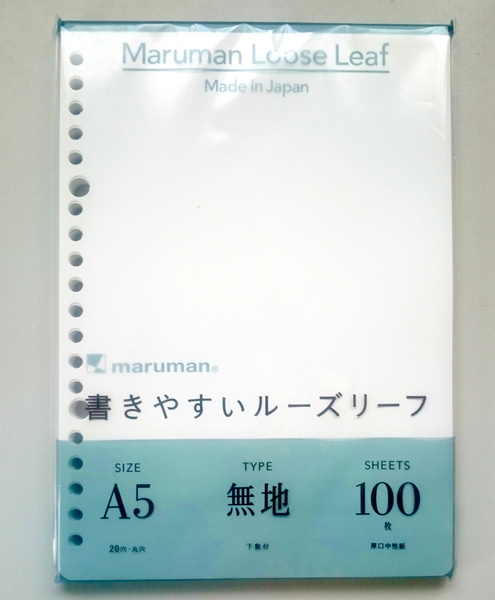 Maruman Loose Leaf
Made in Japan
maruman®
書きやすいルーズリーフ
SIZE TYPE SHEETS
A5 無地 100
枚
20穴・丸穴 下敷付 厚口中性紙